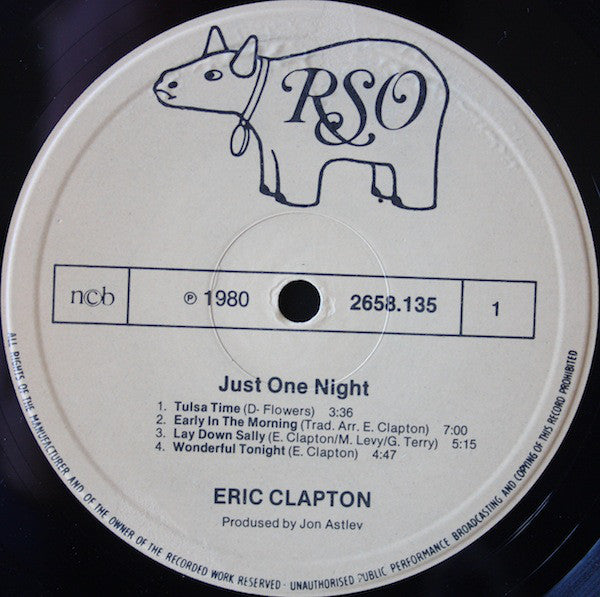 RSO
ncb ℗ 1980 2658.135 1
Just One Night
1. Tulsa Time (D- Flowers) 3:36
2. Early In The Morning (Trad. Arr. E. Clapton) 7:00
3. Lay Down Sally (E. Clapton/M. Levy/G. Terry) 5:15
4. Wonderful Tonight (E. Clapton) 4:47
ERIC CLAPTON
Prodused by Jon Astlev
ALL RIGHTS OF THE MANUFACTURER AND OF THE OWNER OF THE RECORDED WORK RESERVED · UNAUTHORISED PUBLIC PERFORMANCE BROADCASTING AND COPYING OF THIS RECORD PROHIBITED